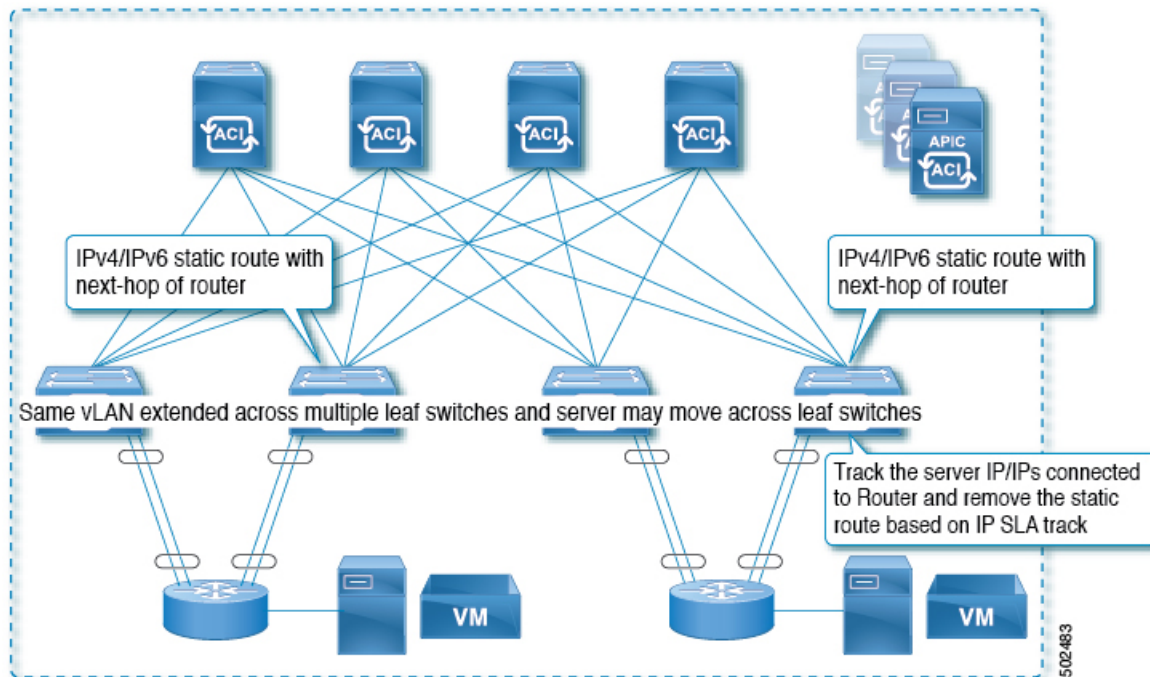 ACI
ACI
ACI
ACI
APIC
ACI
IPv4/IPv6 static route with
next-hop of router
IPv4/IPv6 static route with
next-hop of router
Same vLAN extended across multiple leaf switches and server may move across leaf switches
Track the server IP/IPs connected
to Router and remove the static
route based on IP SLA track
VM
VM
502483